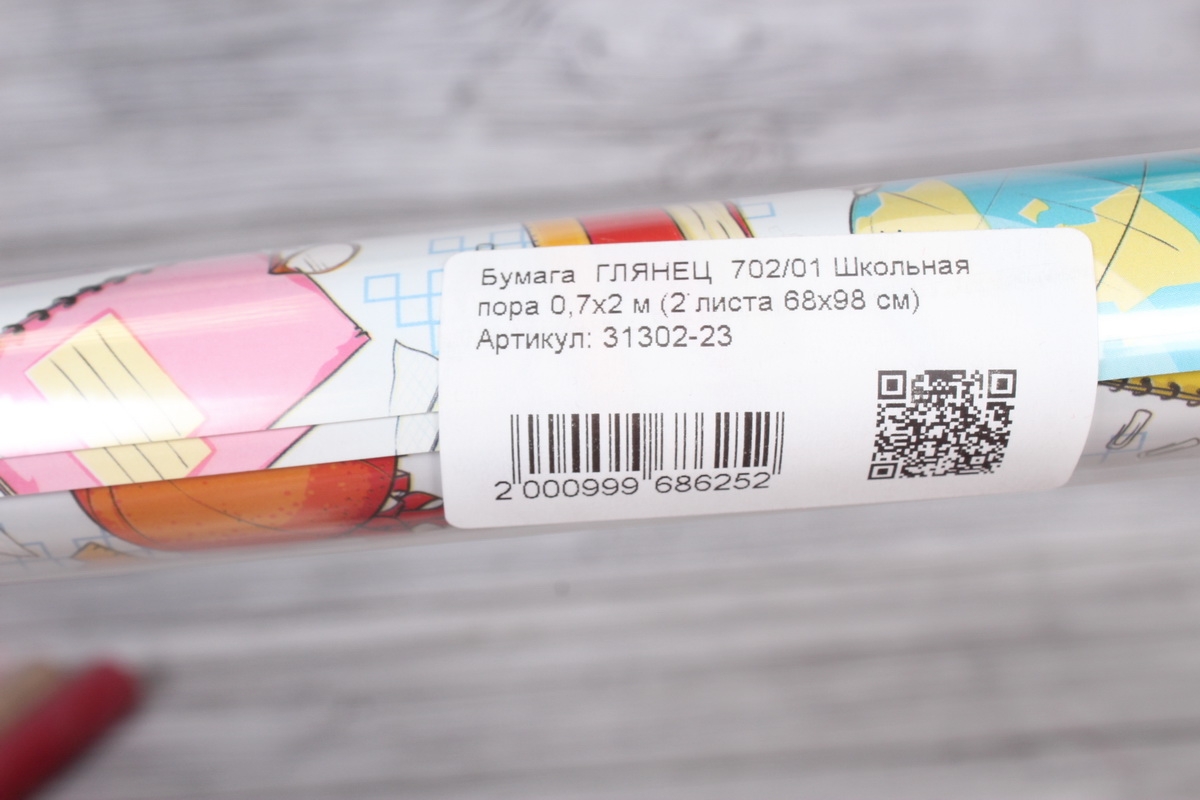 Бумага ГЛЯНЕЦ 702/01 Школьная
пора 0,7х2 м (2 листа 68х98 см)
Артикул: 31302-23
2 000999 686252